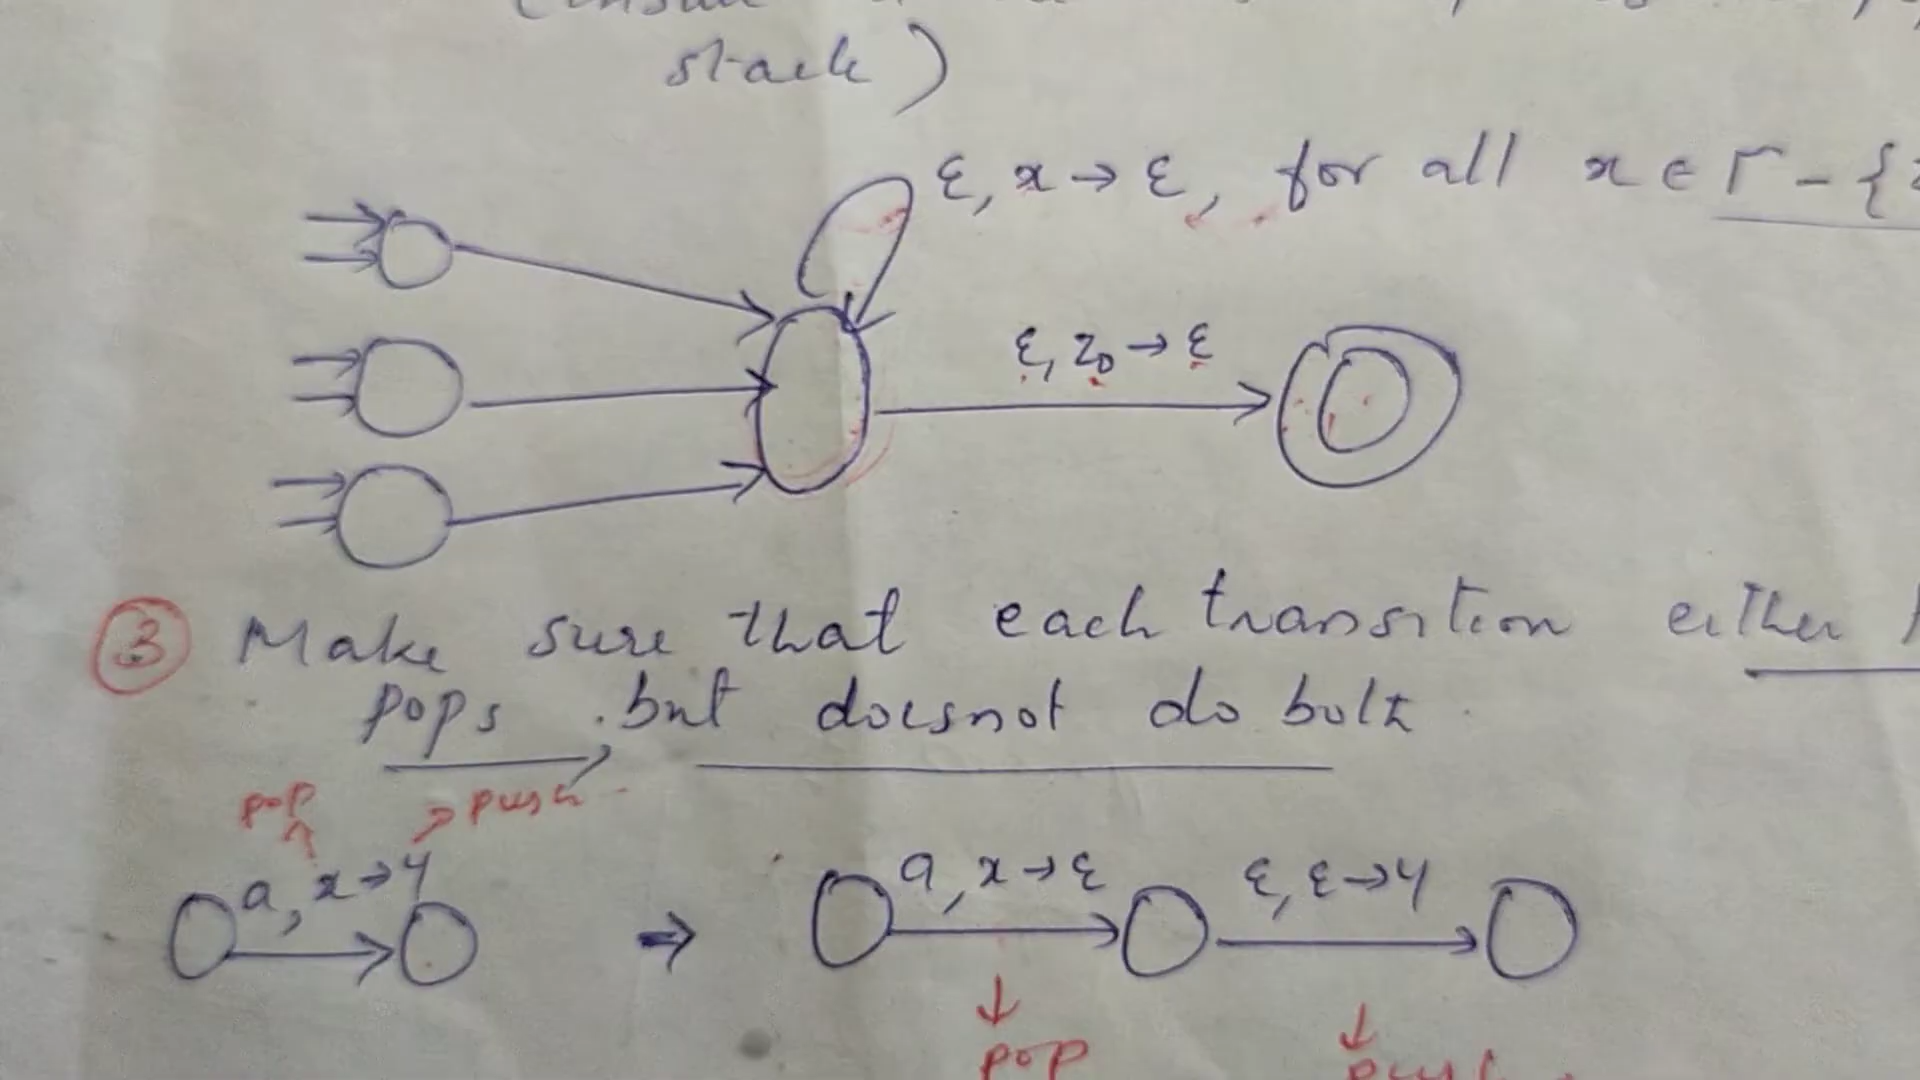 stack)
ε, x → ε, for all x ∈ Γ - {
ε, z₀ → ε
③ Make sure that each transition either
pops, but doesnot do both.
pop push
a, x → y ⇒ a, x → ε ε, ε → y
pop push